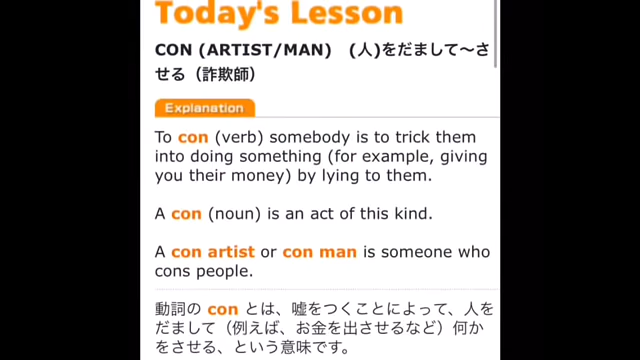 Today's Lesson
CON (ARTIST/MAN) (人)をだまして〜さ
せる（詐欺師）
Explanation
To con (verb) somebody is to trick them
into doing something (for example, giving
you their money) by lying to them.
A con (noun) is an act of this kind.
A con artist or con man is someone who
cons people.
動詞の con とは、嘘をつくことによって、人を
だまして（例えば、お金を出させるなど）何か
をさせる、という意味です。